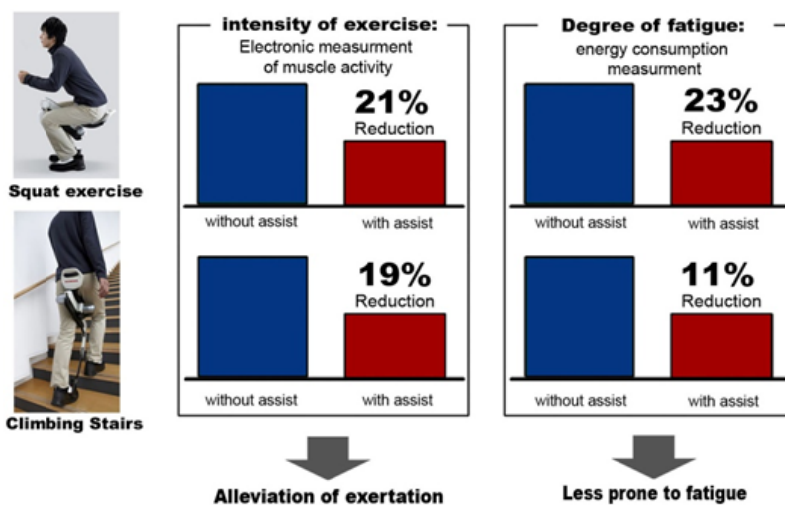 intensity of exercise:
Electronic measurment
of muscle activity
21%
Reduction
without assist
with assist
Degree of fatigue:
energy consumption
measurment
23%
Reduction
without assist
with assist
Squat exercise
19%
Reduction
without assist
with assist
11%
Reduction
without assist
with assist
Climbing Stairs
Alleviation of exertation
Less prone to fatigue